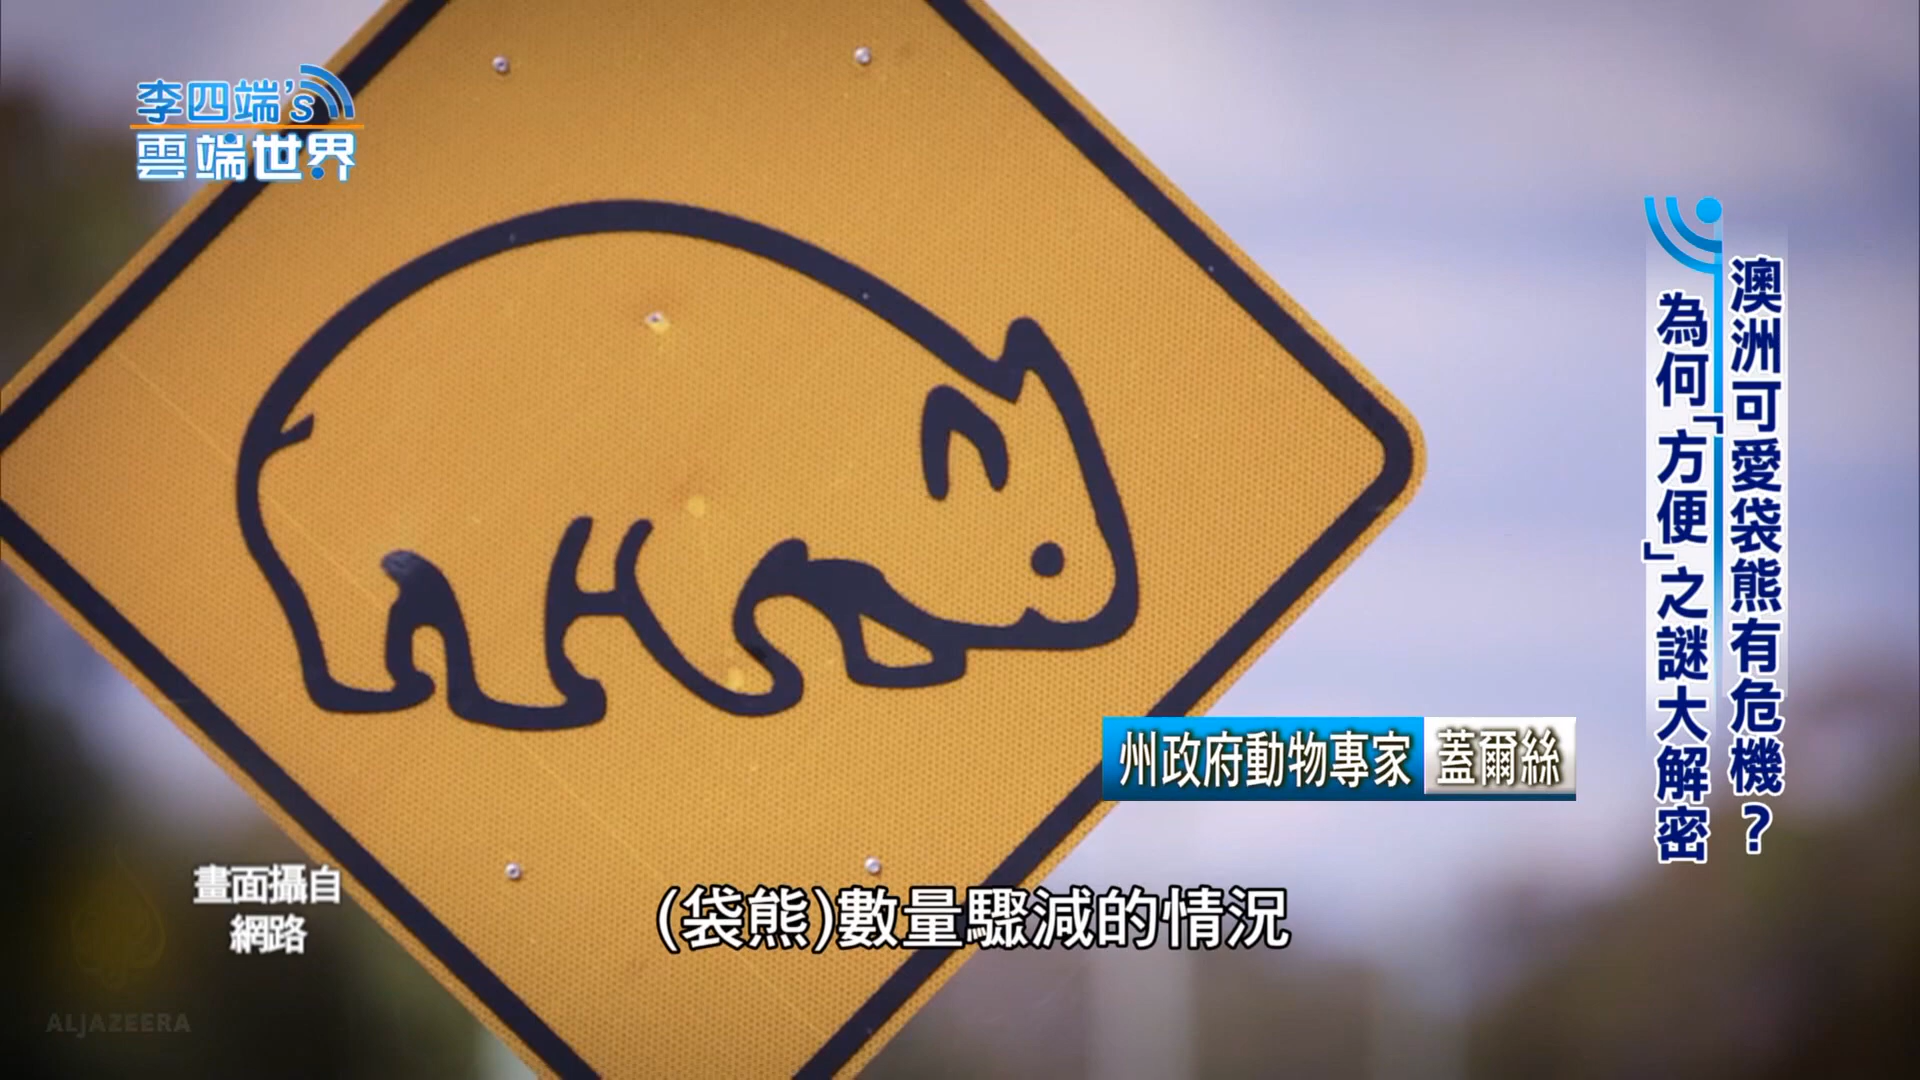 李四端's
雲端世界
澳洲可愛袋熊有危機？
為何「方便」之謎大解密
州政府動物專家 蓋爾絲
畫面攝自
網路
(袋熊)數量驟減的情況
ALJAZEERA